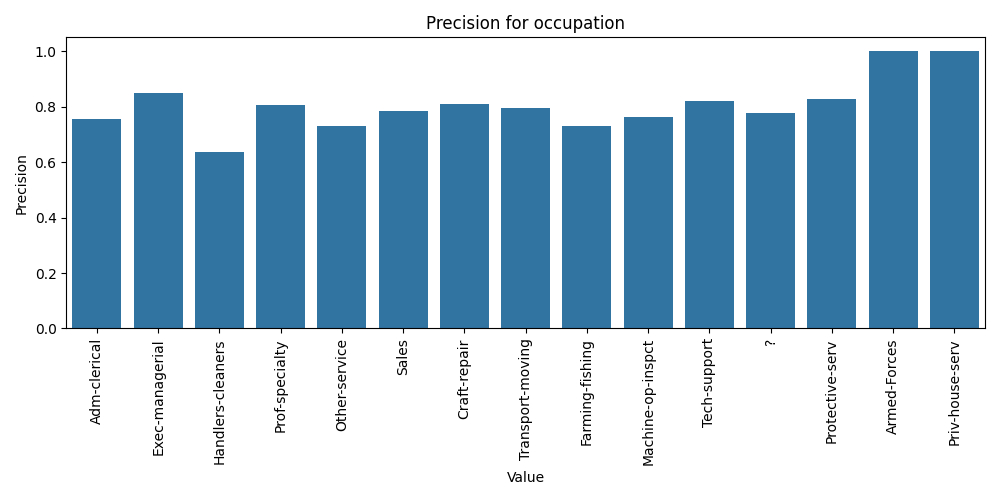 Precision for occupation
Precision
1.0
0.8
0.6
0.4
0.2
0.0
Adm-clerical
Exec-managerial
Handlers-cleaners
Prof-specialty
Other-service
Sales
Craft-repair
Transport-moving
Farming-fishing
Machine-op-inspct
Tech-support
?
Protective-serv
Armed-Forces
Priv-house-serv
Value